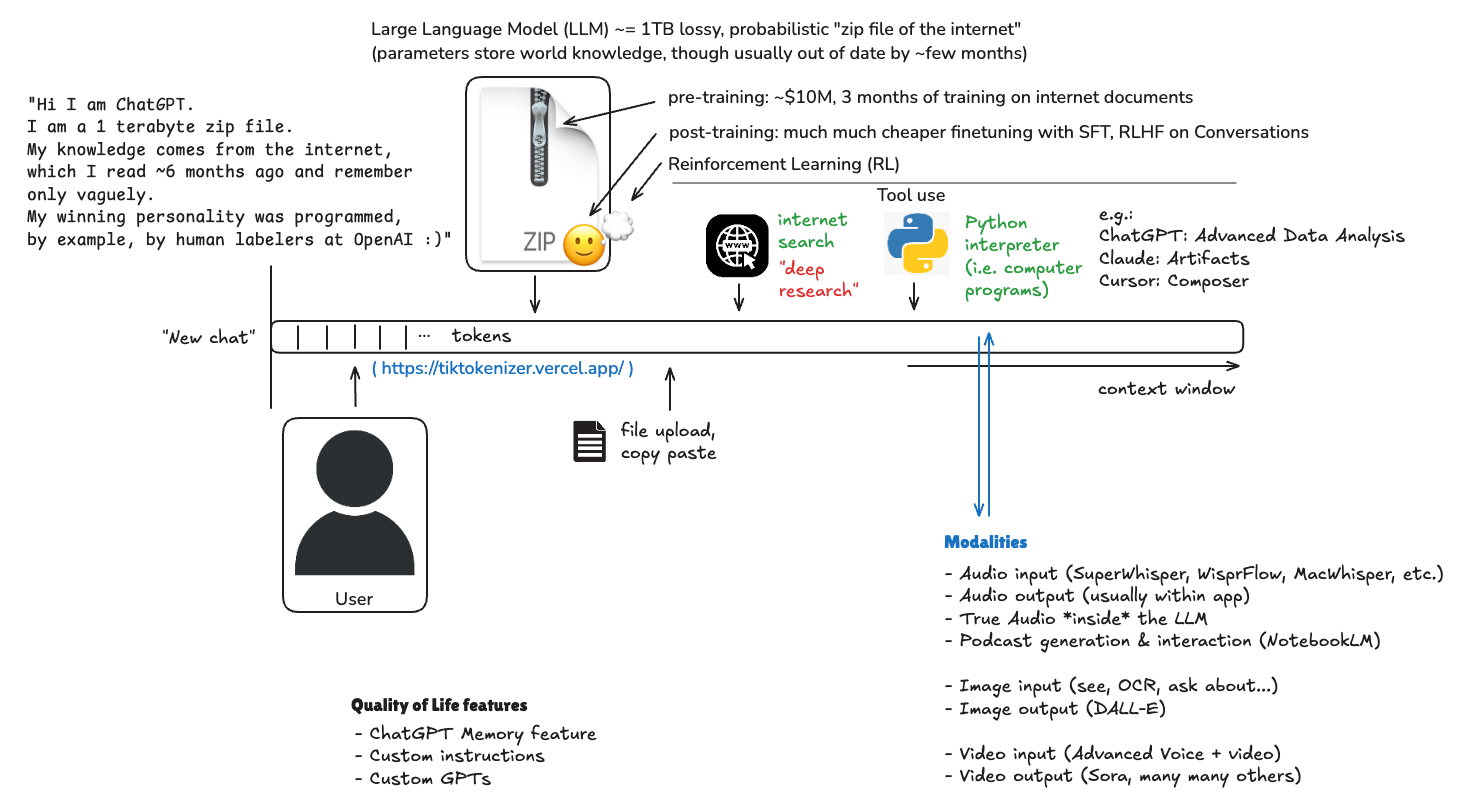 Large Language Model (LLM) ~= 1TB lossy, probabilistic "zip file of the internet"
(parameters store world knowledge, though usually out of date by ~few months)
"Hi I am ChatGPT.
I am a 1 terabyte zip file.
My knowledge comes from the internet,
which I read ~6 months ago and remember
only vaguely.
My winning personality was programmed,
by example, by human labelers at OpenAI :)"
ZIP
pre-training: ~$10M, 3 months of training on internet documents
post-training: much much cheaper finetuning with SFT, RLHF on Conversations
Reinforcement Learning (RL)
Tool use
www
internet
search
"deep
research"
Python
interpreter
(i.e. computer
programs)
e.g.:
ChatGPT: Advanced Data Analysis
Claude: Artifacts
Cursor: Composer
"New chat"
... tokens
( https://tiktokenizer.vercel.app/ )
context window
file upload,
copy paste
User
Modalities
- Audio input (SuperWhisper, WisprFlow, MacWhisper, etc.)
- Audio output (usually within app)
- True Audio *inside* the LLM
- Podcast generation & interaction (NotebookLM)
- Image input (see, OCR, ask about...)
- Image output (DALL-E)
- Video input (Advanced Voice + video)
- Video output (Sora, many many others)
Quality of Life features
- ChatGPT Memory feature
- Custom instructions
- Custom GPTs